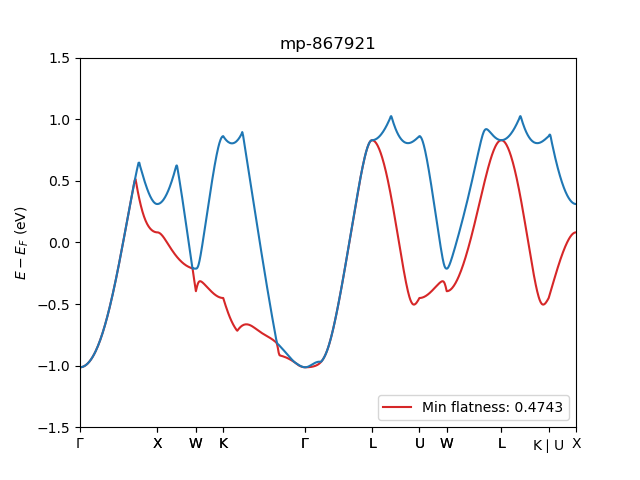 mp-867921
E − E_F (eV)
1.5
1.0
0.5
0.0
−0.5
−1.0
−1.5
Min flatness: 0.4743
Γ X W K Γ L U W L K | U X